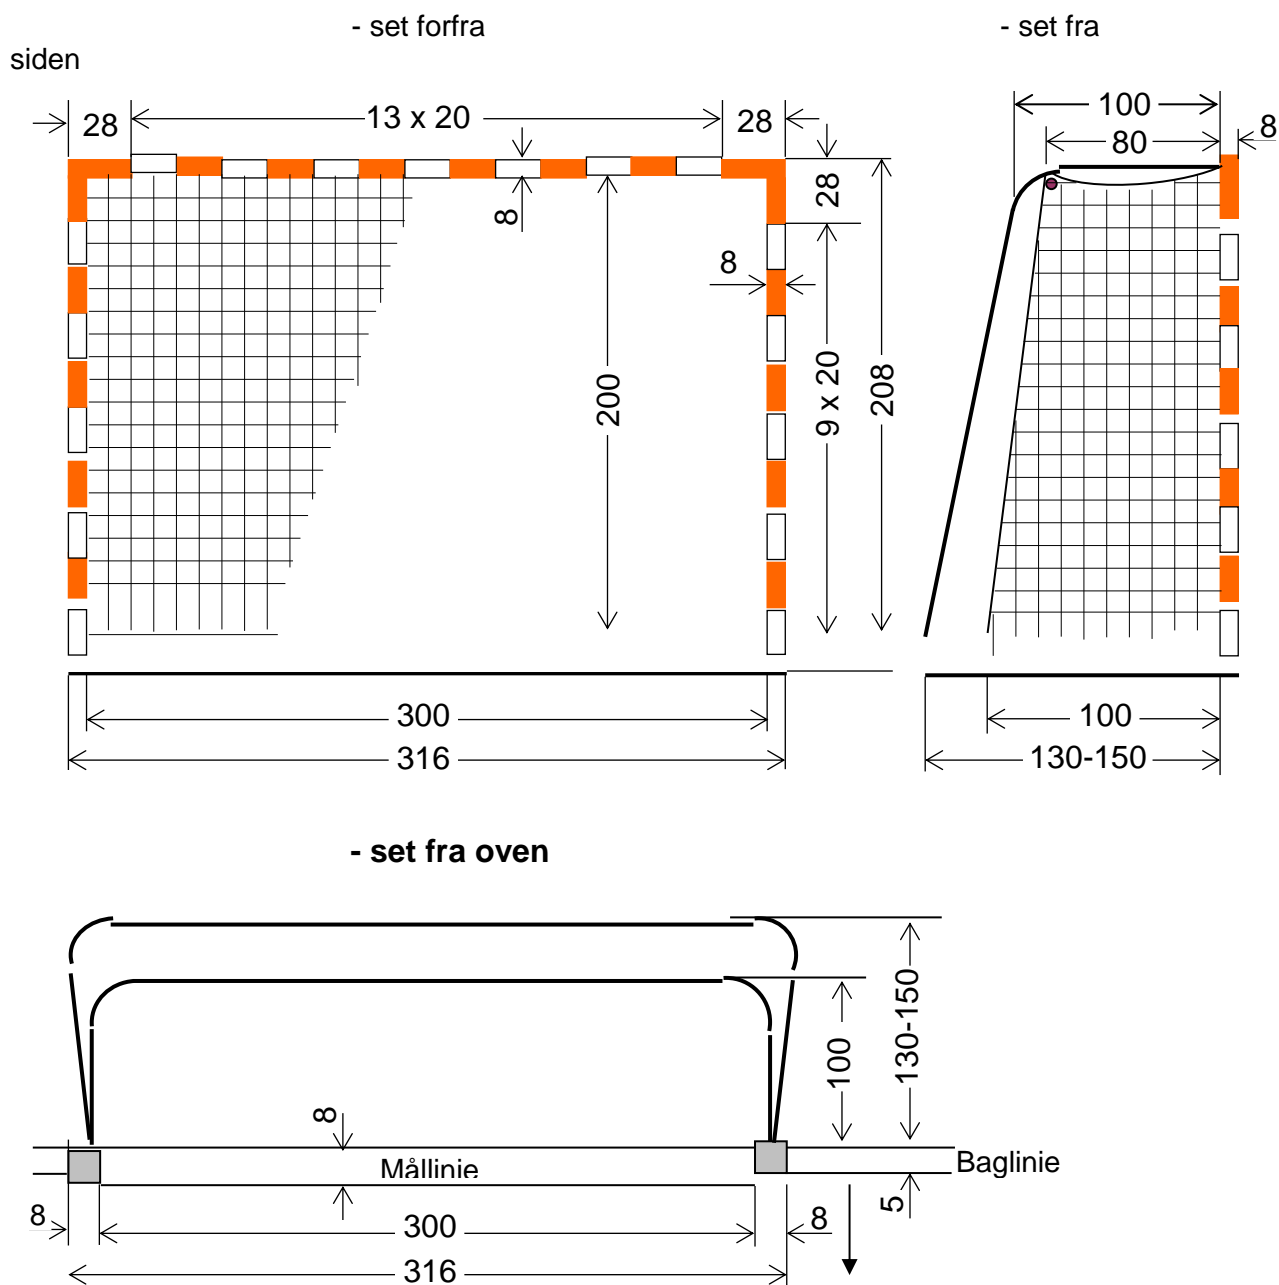 - set forfra - set fra
siden
28 13 x 20 28 100 8
80
28
8
8
200
9 x 20
208
300 100
316 130-150
- set fra oven
130-150
100
8
Mållinie Baglinie
5
8 300 8
316